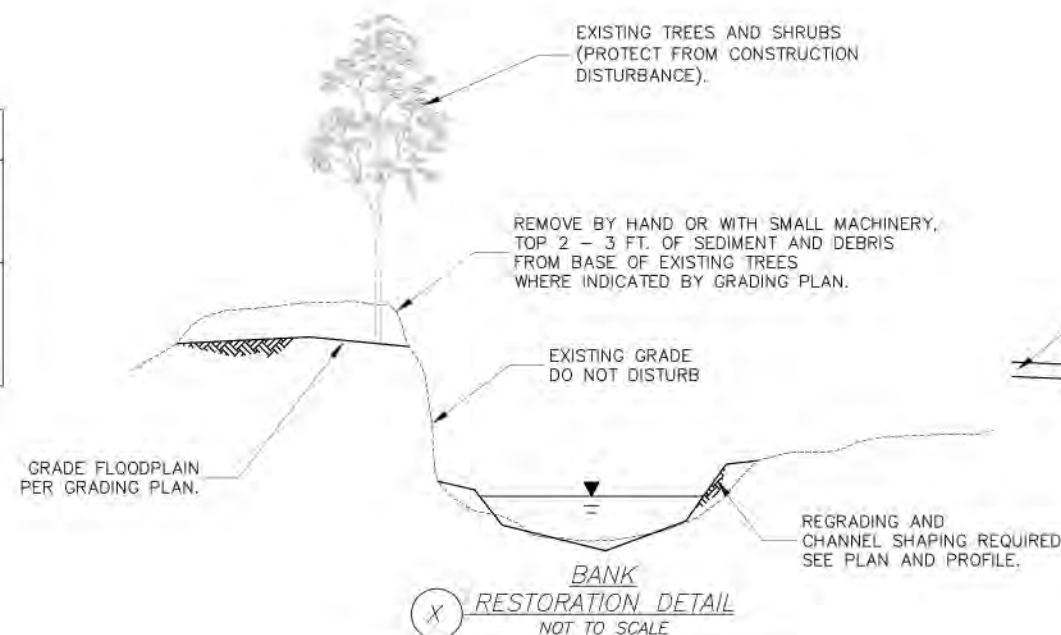 EXISTING TREES AND SHRUBS
(PROTECT FROM CONSTRUCTION
DISTURBANCE).
REMOVE BY HAND OR WITH SMALL MACHINERY,
TOP 2 – 3 FT. OF SEDIMENT AND DEBRIS
FROM BASE OF EXISTING TREES
WHERE INDICATED BY GRADING PLAN.
EXISTING GRADE
DO NOT DISTURB
GRADE FLOODPLAIN
PER GRADING PLAN.
REGRADING AND
CHANNEL SHAPING REQUIRED
SEE PLAN AND PROFILE.
BANK
X RESTORATION DETAIL
NOT TO SCALE